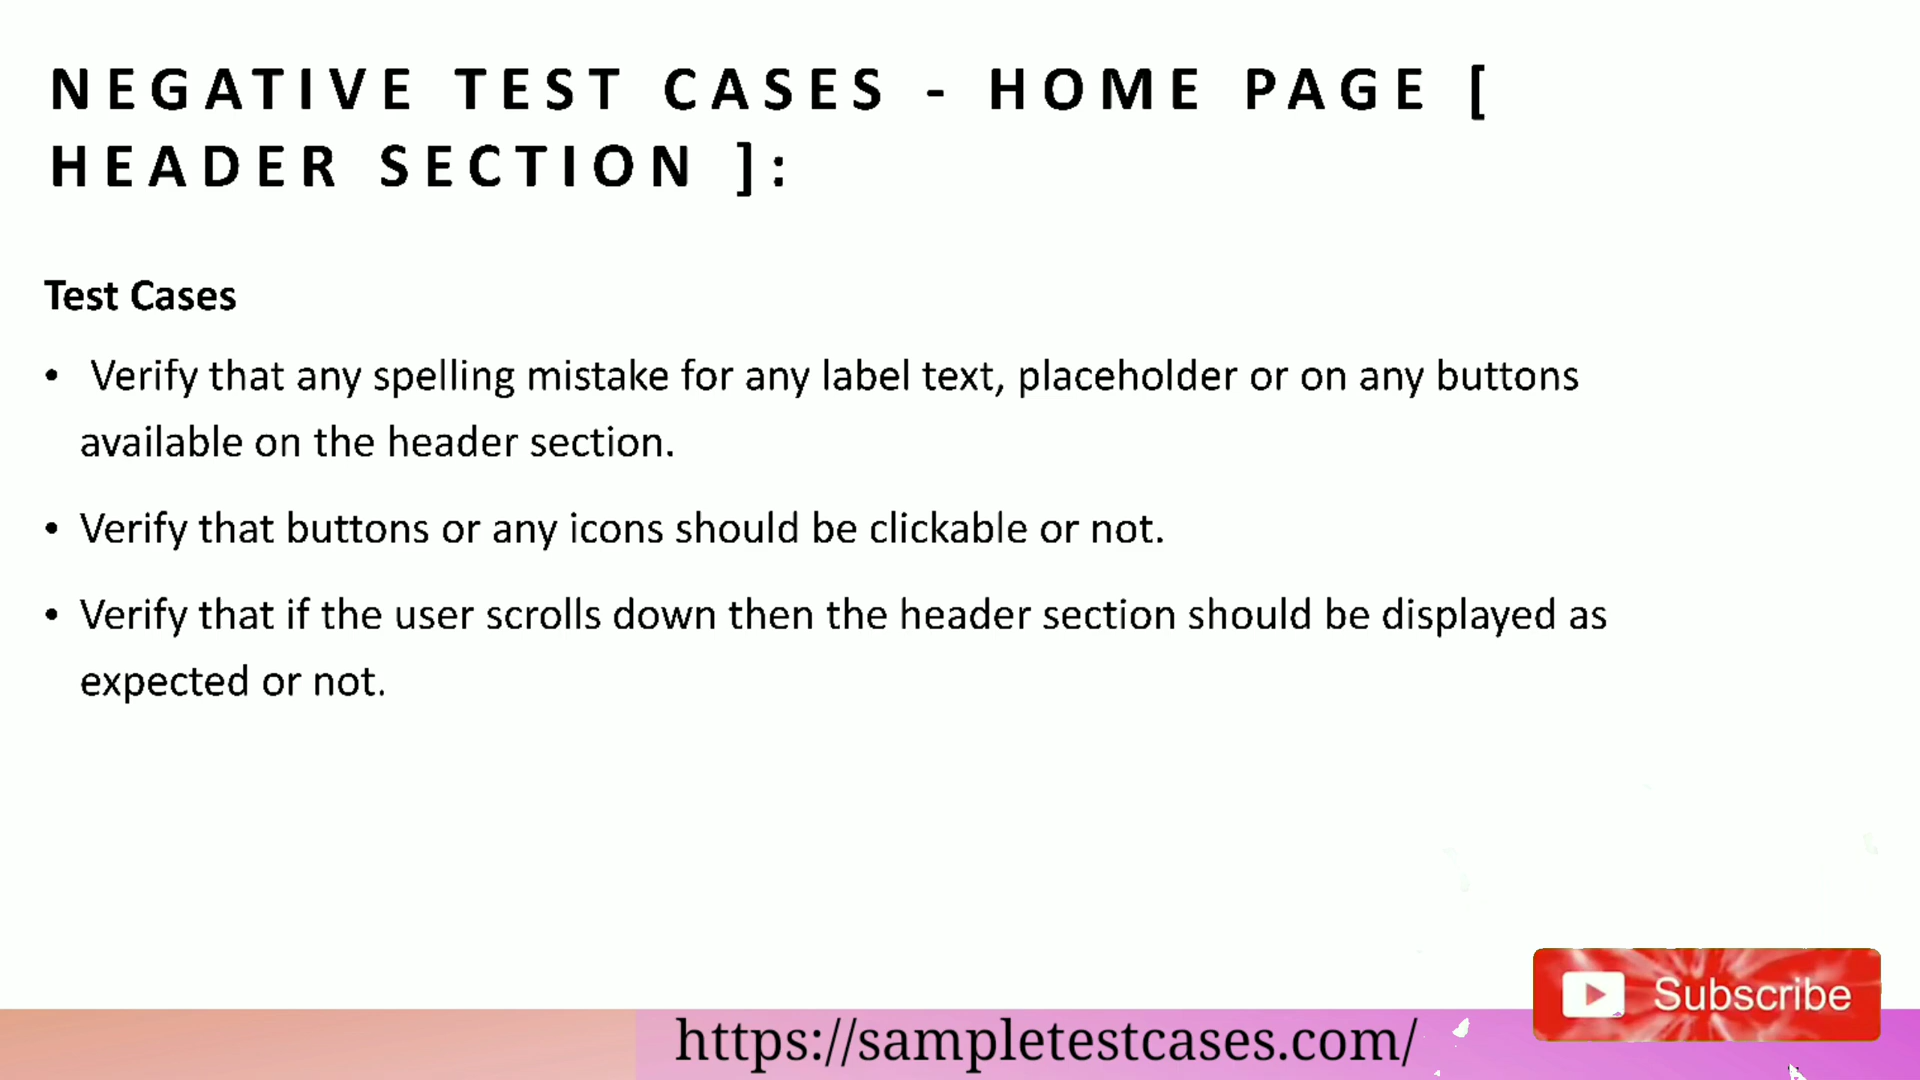 NEGATIVE TEST CASES - HOME PAGE [
HEADER SECTION ]:
Test Cases
• Verify that any spelling mistake for any label text, placeholder or on any buttons
available on the header section.
• Verify that buttons or any icons should be clickable or not.
• Verify that if the user scrolls down then the header section should be displayed as
expected or not.
Subscribe
https://sampletestcases.com/